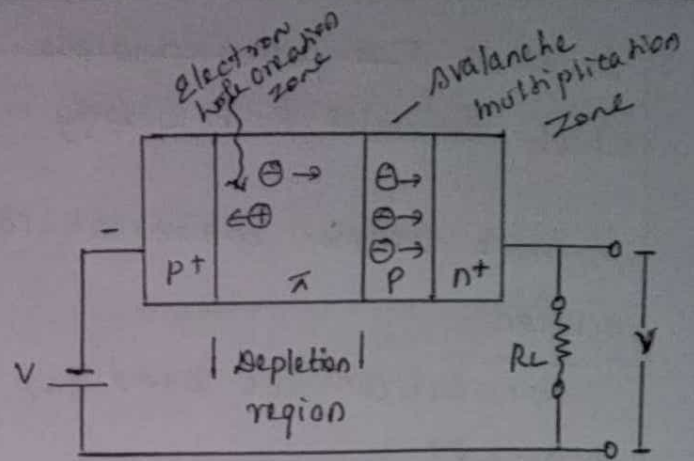 Electron
hole creation
zone
Avalanche
multiplication
zone
⊖ → ⊖→
←⊕ ⊖→
⊖→
-
p+ π p n+
V
Depletion
region
RL
V